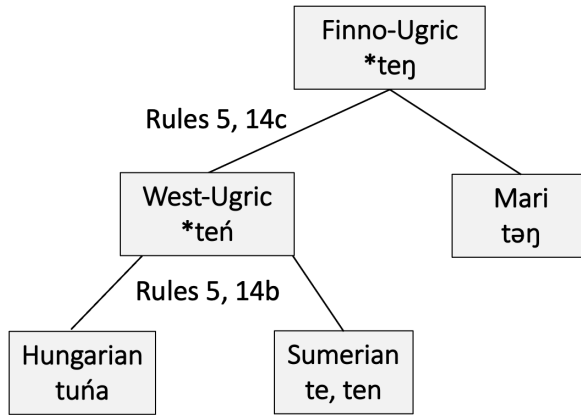 Finno-Ugric
*teŋ
Rules 5, 14c
West-Ugric
*teń
Mari
təŋ
Rules 5, 14b
Hungarian
tuńa
Sumerian
te, ten